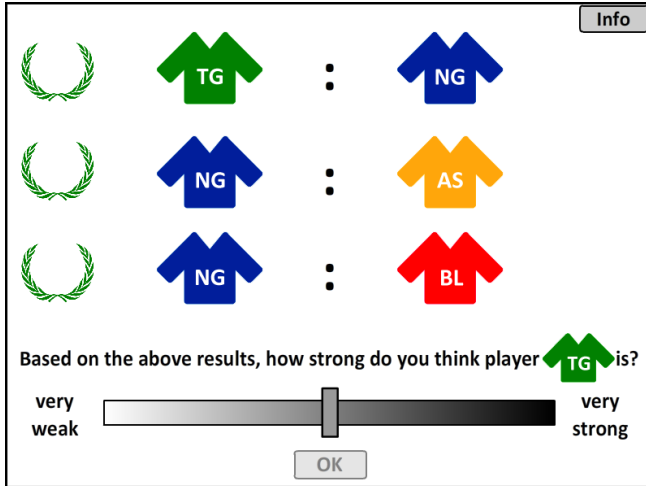 Info
TG : NG
NG : AS
NG : BL
Based on the above results, how strong do you think player TG is?
very weak
very strong
OK